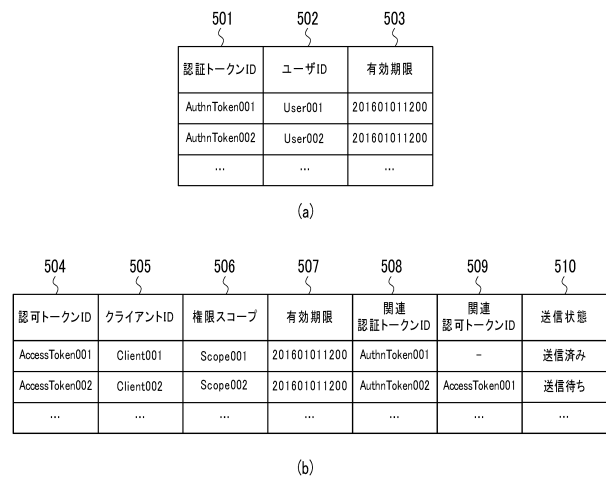 501 502 503
認証トークンID ユーザID 有効期限
AuthnToken001 User001 201601011200
AuthnToken002 User002 201601011200
… … …
(a)
504 505 506 507 508 509 510
認可トークンID クライアントID 権限スコープ 有効期限 関連認証トークンID 関連認可トークンID 送信状態
AccessToken001 Client001 Scope001 201601011200 AuthnToken001 - 送信済み
AccessToken002 Client002 Scope002 201601011200 AuthnToken002 AccessToken001 送信待ち
… … … … … … …
(b)